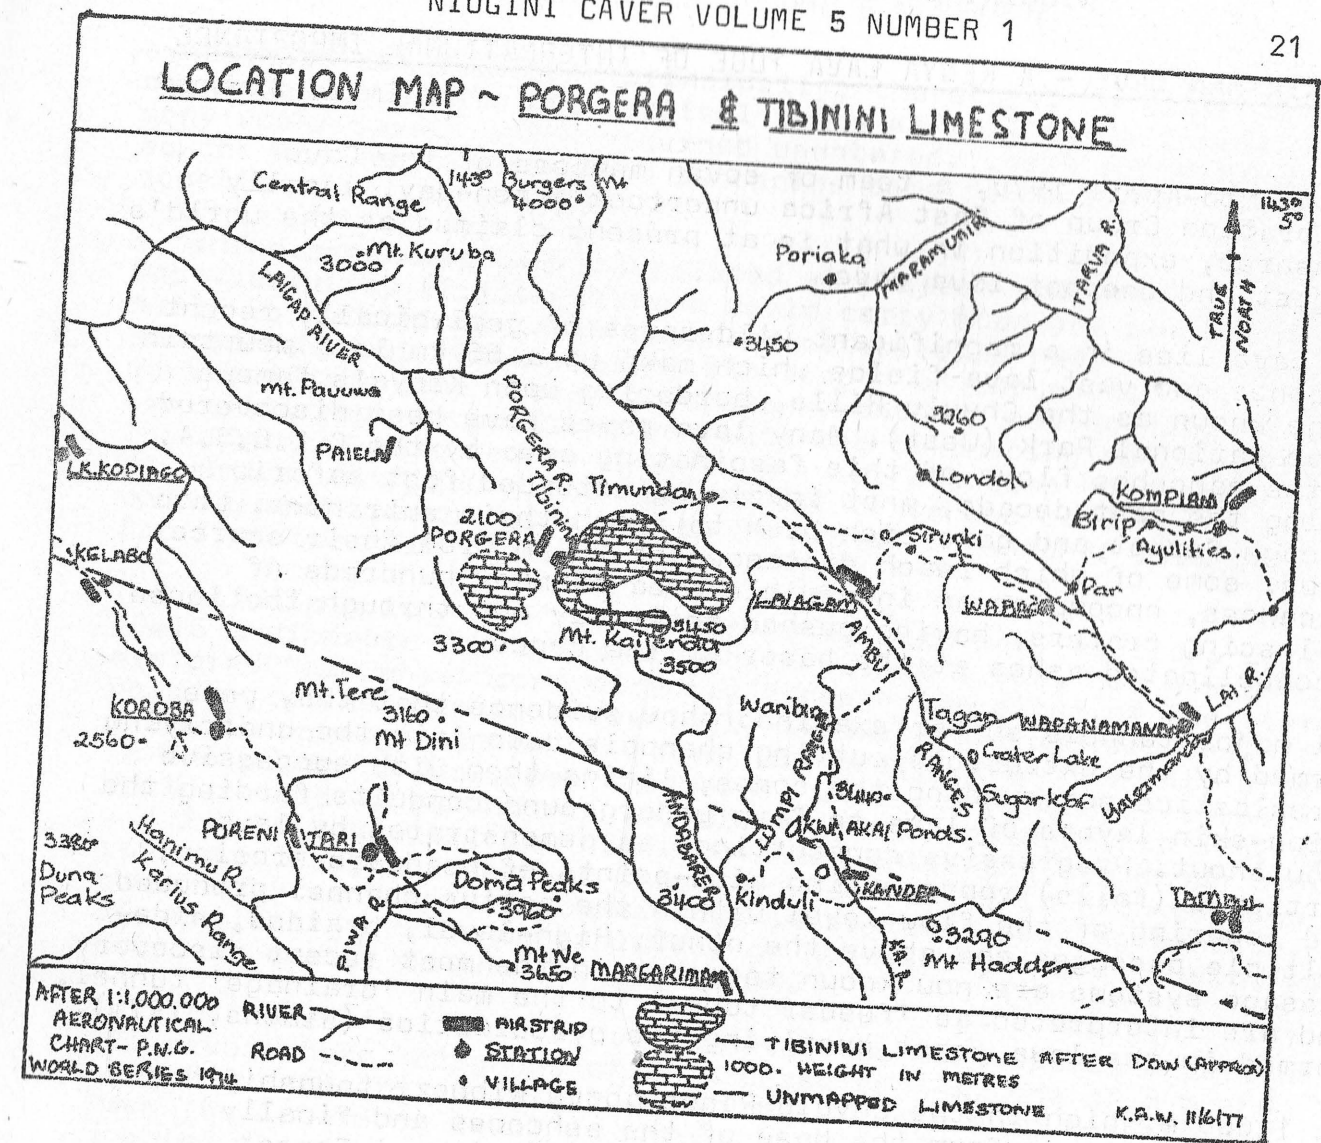 NIUGINI CAVER VOLUME 5 NUMBER 1
21
LOCATION MAP ~ PORGERA & TIBININI LIMESTONE
Central Range
143°
Burgers Mt
4000
143°
5°
TRUE NORTH
3000
Mt. Kuruba
Poriaka
MARAMUNI R.
TARUA R.
LAIGAD RIVER
3450
Mt. Pauuwe
PORGERA R.
3260
PAIELA
London
LK. KOPIAGO
Timundan
KOMPIAM
Tibinini
2100
PORGERA
Birip
Sirunki
Ayulities
KELABO
Par
LAIAGAM
WABAG
3450
Mt. Kaijende
3300
3500
AMBUM
RANGES
Mt. Tere
Wariba
LAI R.
KOROBA
3160
Tagap
WAPANAMANDA
2560
Mt Dini
Crater Lake
LUMPI RANGE
3440
Sugarloaf
Yakamanda
ANDABARE R.
PORENI
TARI
KWI, AKAI Ponds
3380
Duna
Peaks
Hanimu R.
Karius Range
Doma Peaks
3960
3400
Kinduli
KANDEP
TAMBUL
PIWA R.
3290
Mt Ne
3650
MARGARIMA
Mt Hadden
AFTER 1:1,000,000
AERONAUTICAL
CHART - P.N.G.
WORLD SERIES 1974
RIVER
ROAD
AIRSTRIP
STATION
VILLAGE
TIBININI LIMESTONE AFTER DOW (APPROX)
1000. HEIGHT IN METRES
UNMAPPED LIMESTONE
K.A.W. 11/6/77